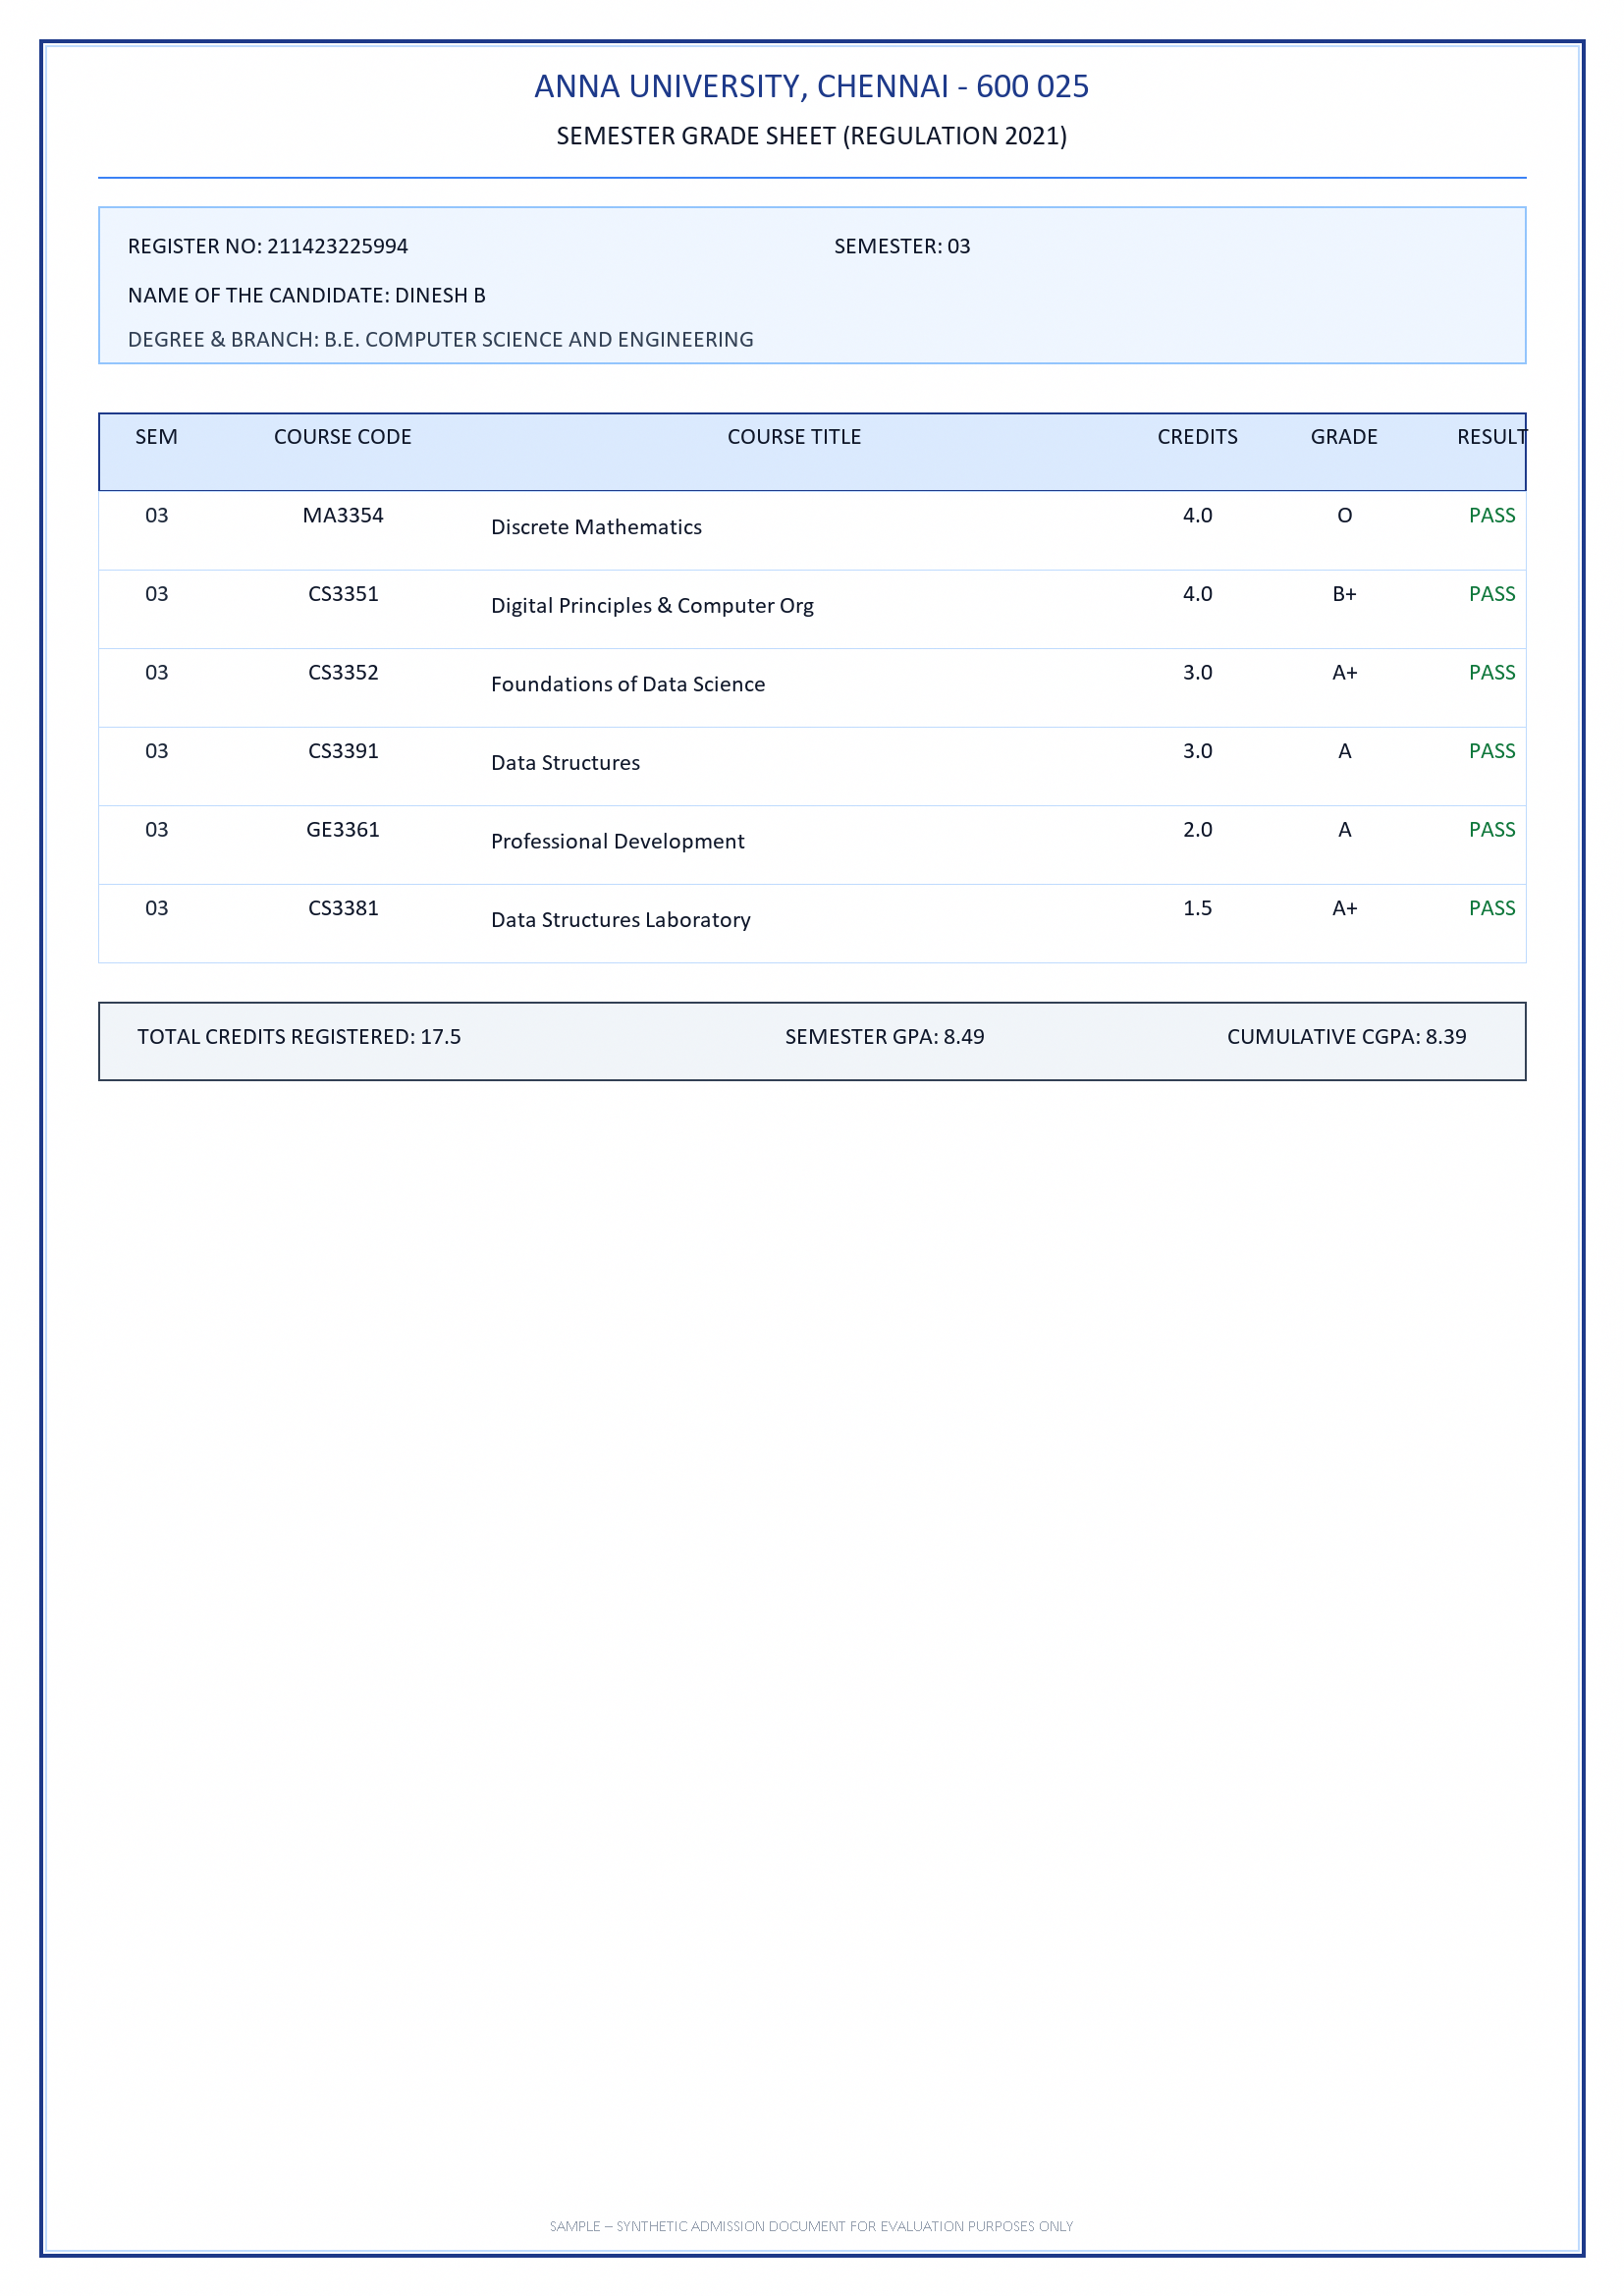 ANNA UNIVERSITY, CHENNAI - 600 025
SEMESTER GRADE SHEET (REGULATION 2021)
REGISTER NO: 211423225994 SEMESTER: 03
NAME OF THE CANDIDATE: DINESH B
DEGREE & BRANCH: B.E. COMPUTER SCIENCE AND ENGINEERING
SEM COURSE CODE COURSE TITLE CREDITS GRADE RESULT
03 MA3354 Discrete Mathematics 4.0 O PASS
03 CS3351 Digital Principles & Computer Org 4.0 B+ PASS
03 CS3352 Foundations of Data Science 3.0 A+ PASS
03 CS3391 Data Structures 3.0 A PASS
03 GE3361 Professional Development 2.0 A PASS
03 CS3381 Data Structures Laboratory 1.5 A+ PASS
TOTAL CREDITS REGISTERED: 17.5 SEMESTER GPA: 8.49 CUMULATIVE CGPA: 8.39
SAMPLE – SYNTHETIC ADMISSION DOCUMENT FOR EVALUATION PURPOSES ONLY